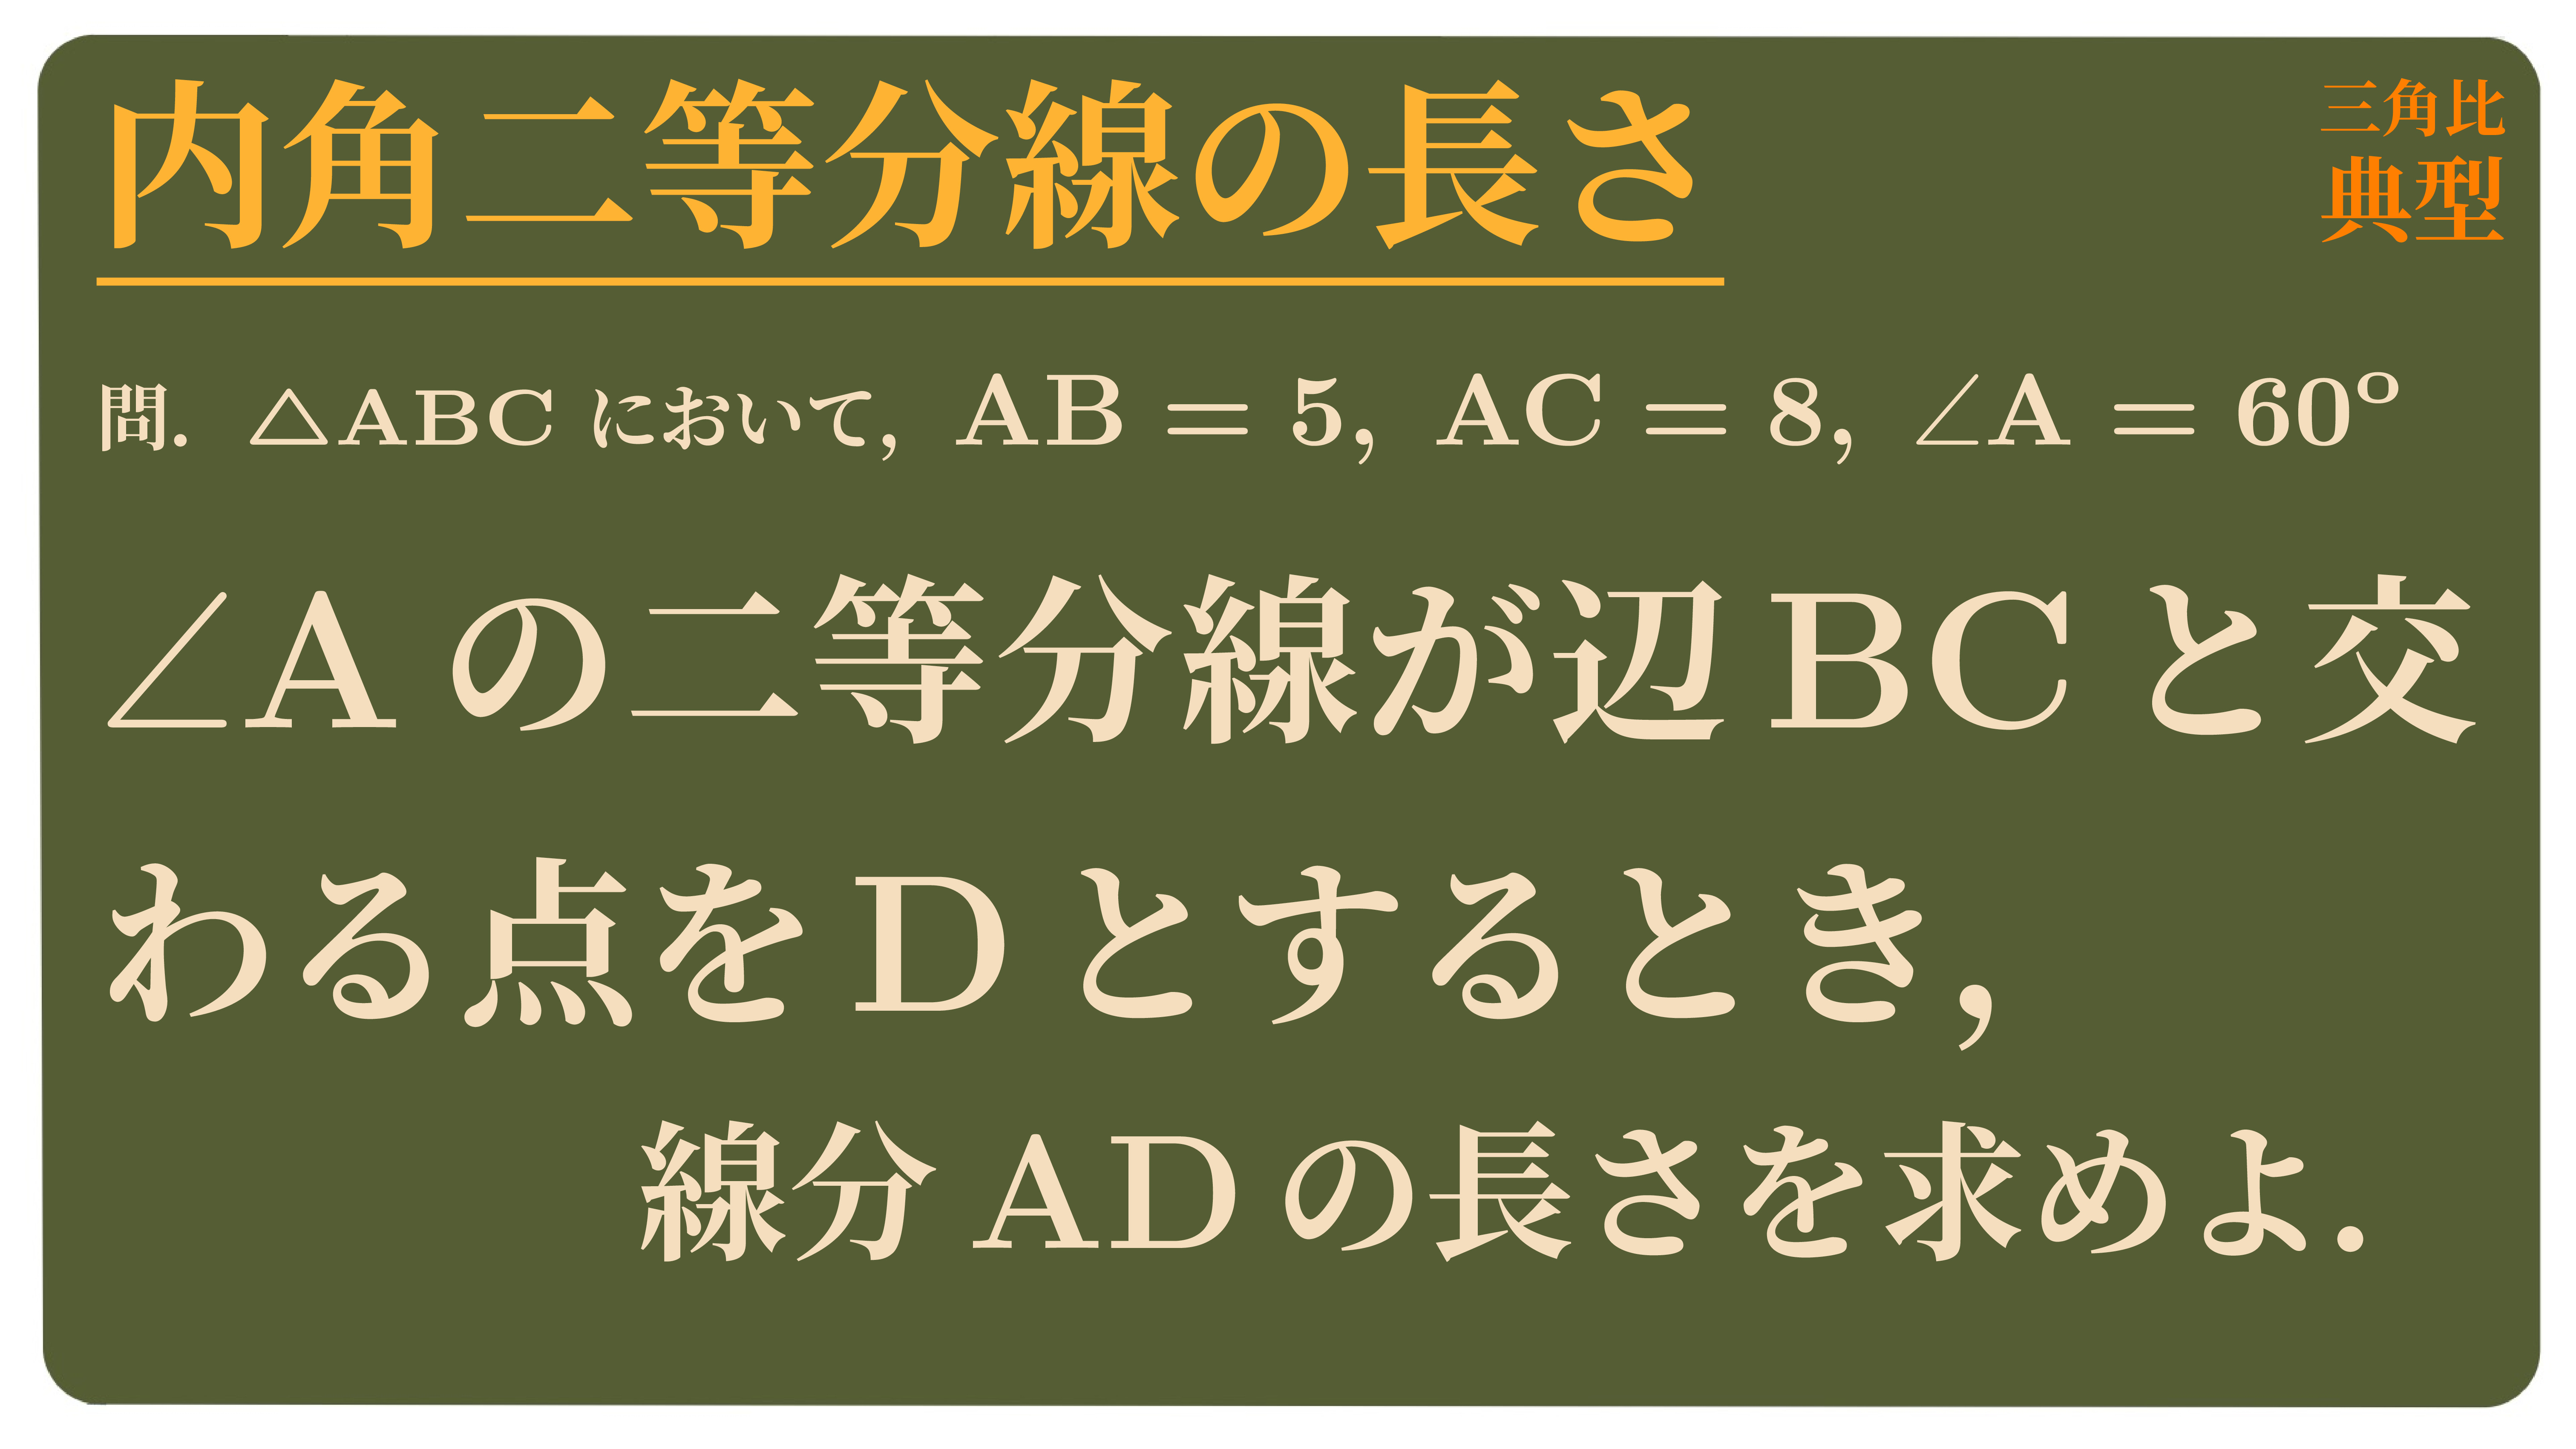 内角二等分線の長さ
三角比
典型
問. △ABC において, AB = 5, AC = 8, ∠A = 60°
∠A の二等分線が辺 BC と交
わる点を D とするとき,
線分 AD の長さを求めよ.